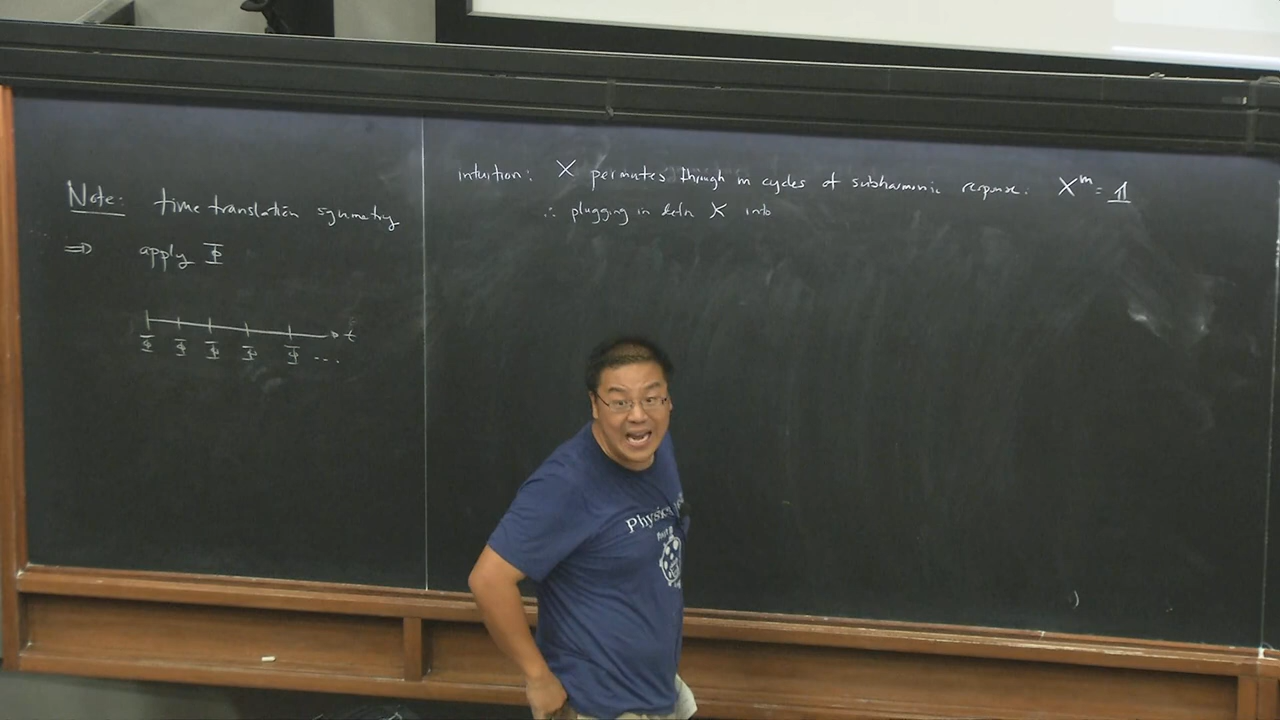 Note: time translation symmetry
⇒ apply Φ
t
Φ Φ Φ Φ Φ ...
intuition: X permutes through m cycles of subharmonic response. X^m = 𝟙
∴ plugging in X into
Physics